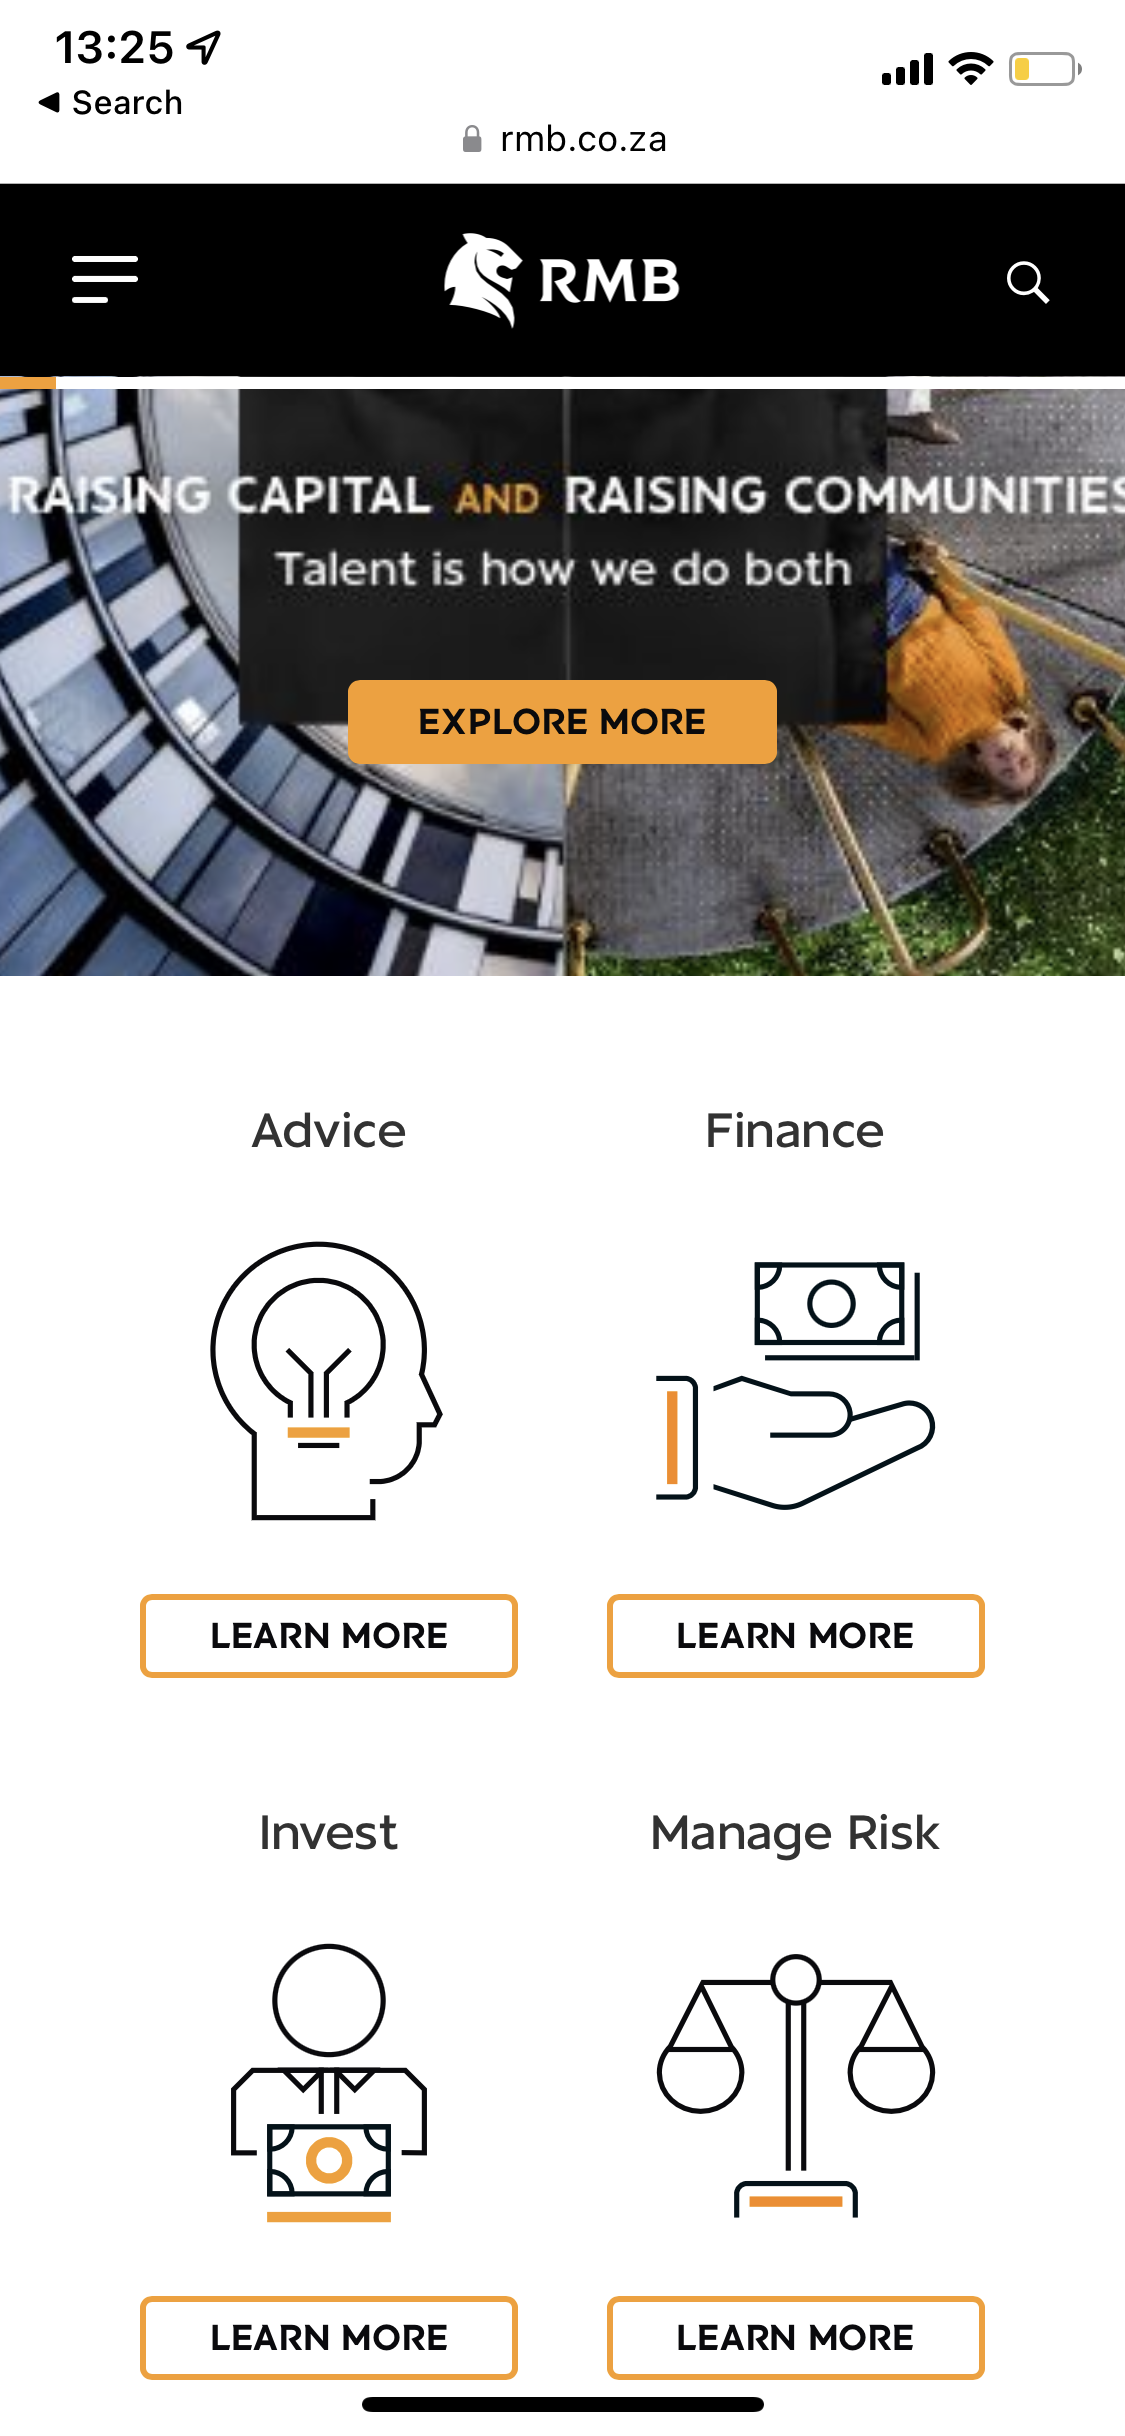 13:25
Search
rmb.co.za
RMB
RAISING CAPITAL AND RAISING COMMUNITIES
Talent is how we do both
EXPLORE MORE
Advice
Finance
LEARN MORE
LEARN MORE
Invest
Manage Risk
LEARN MORE
LEARN MORE